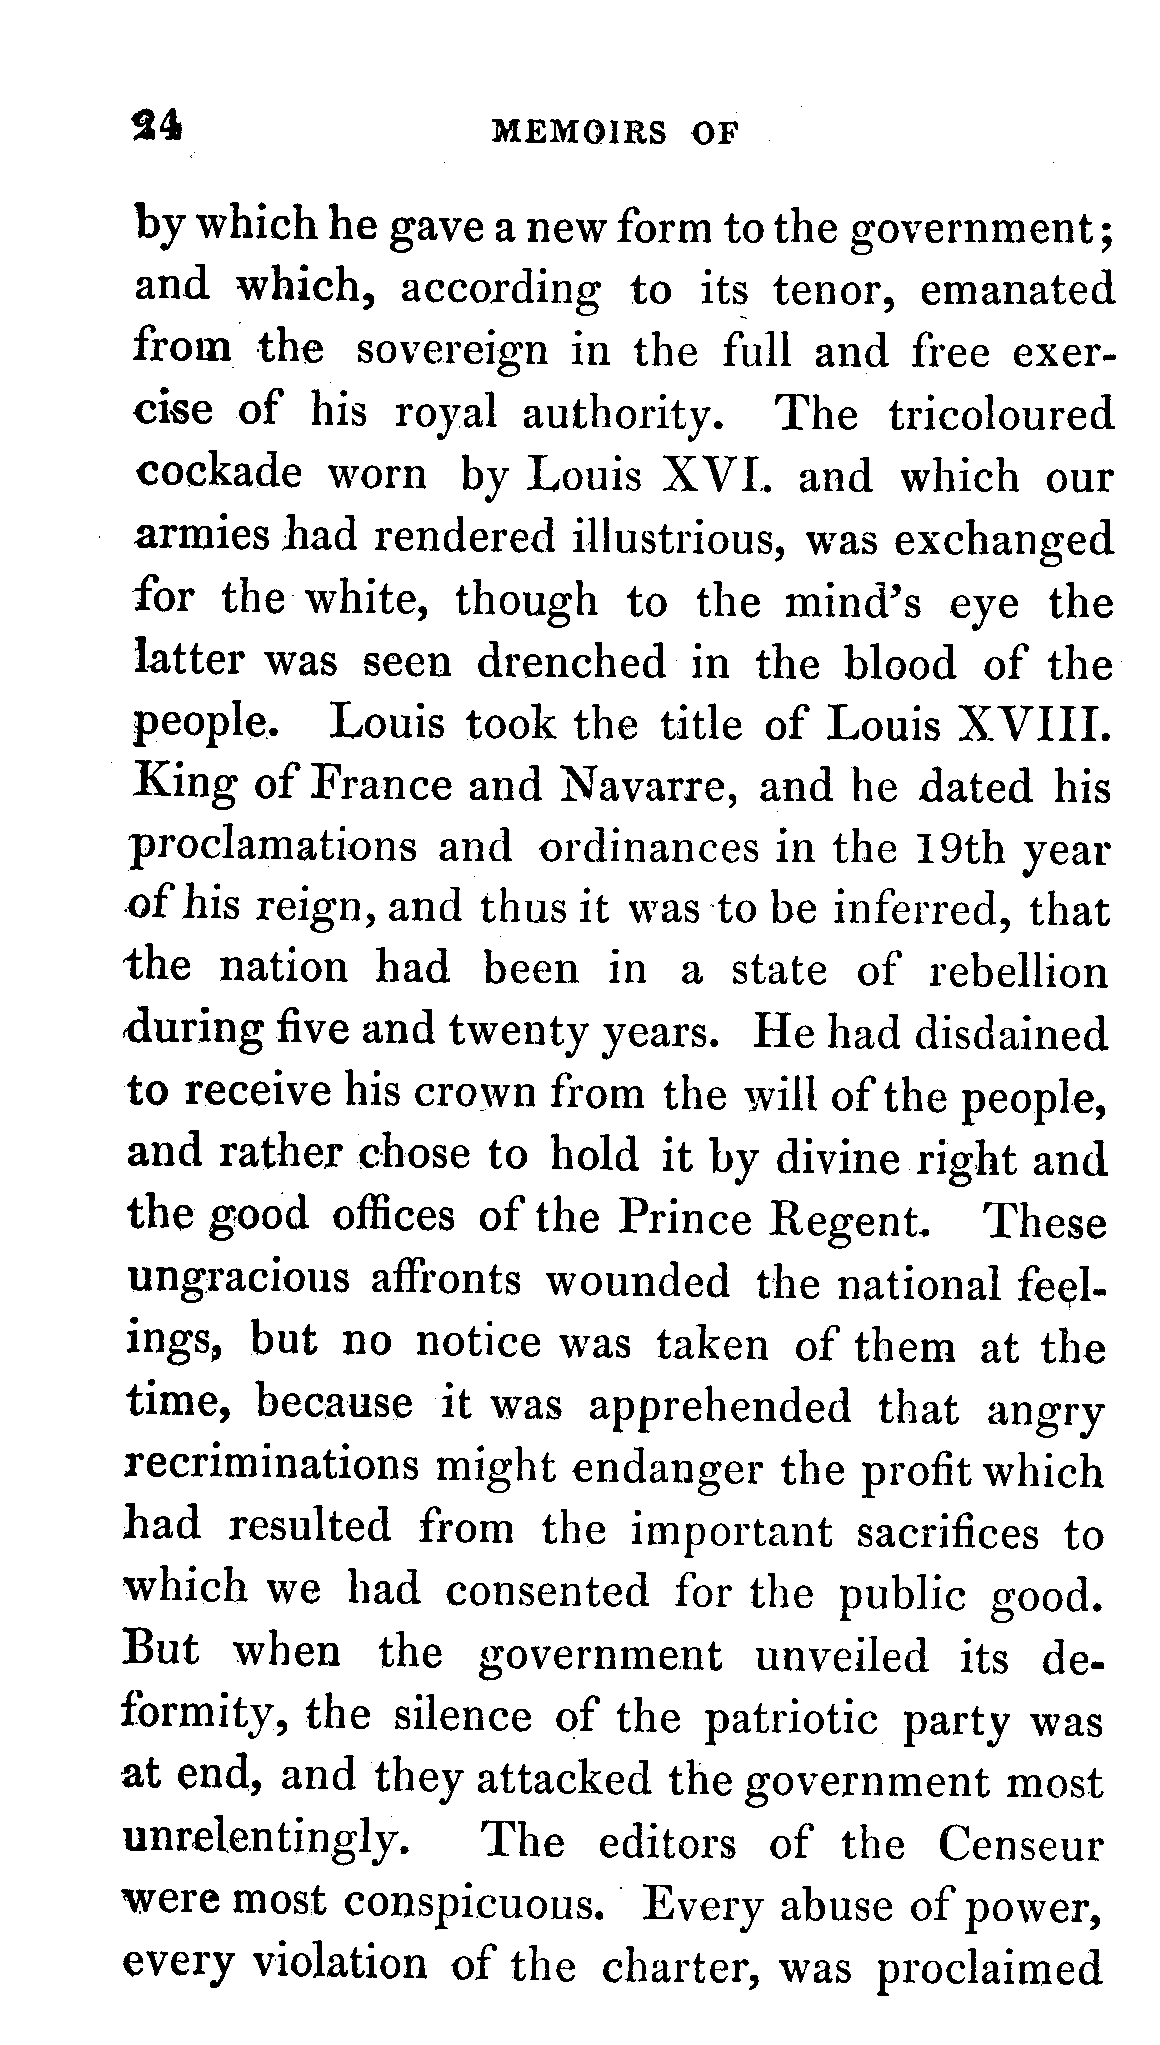 24 MEMOIRS OF
by which he gave a new form to the government;
and which, according to its tenor, emanated
from the sovereign in the full and free exer-
cise of his royal authority. The tricoloured
cockade worn by Louis XVI. and which our
armies had rendered illustrious, was exchanged
for the white, though to the mind's eye the
latter was seen drenched in the blood of the
people. Louis took the title of Louis XVIII.
King of France and Navarre, and he dated his
proclamations and ordinances in the 19th year
of his reign, and thus it was to be inferred, that
the nation had been in a state of rebellion
during five and twenty years. He had disdained
to receive his crown from the will of the people,
and rather chose to hold it by divine right and
the good offices of the Prince Regent. These
ungracious affronts wounded the national feel-
ings, but no notice was taken of them at the
time, because it was apprehended that angry
recriminations might endanger the profit which
had resulted from the important sacrifices to
which we had consented for the public good.
But when the government unveiled its de-
formity, the silence of the patriotic party was
at end, and they attacked the government most
unrelentingly. The editors of the Censeur
were most conspicuous. Every abuse of power,
every violation of the charter, was proclaimed